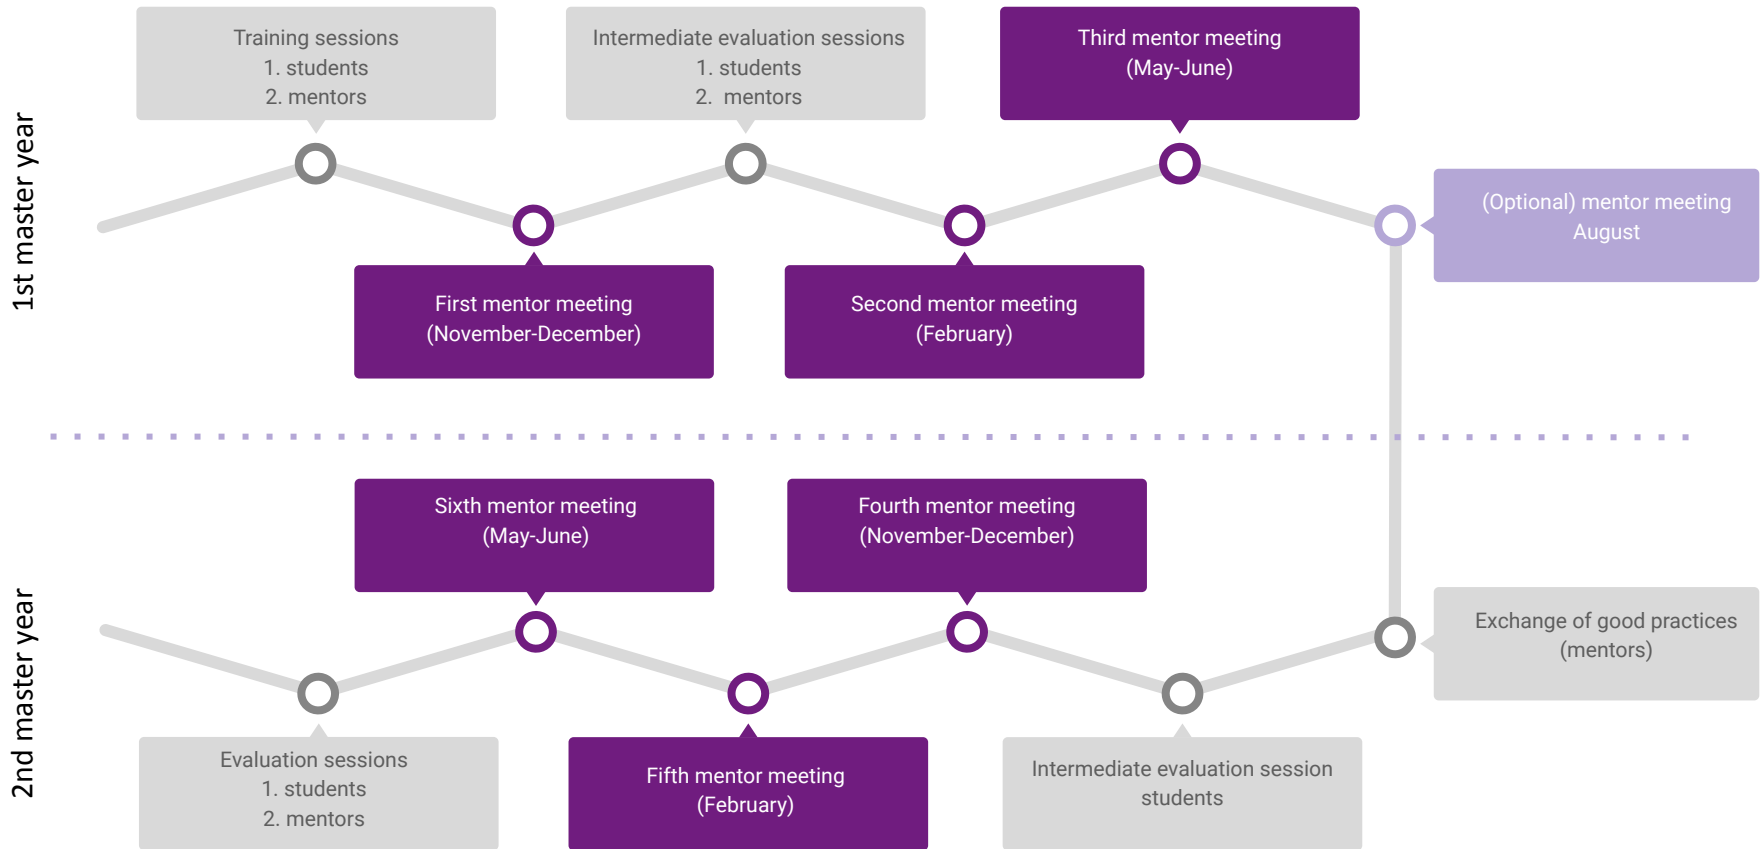 1st master year
Training sessions
1. students
2. mentors
Intermediate evaluation sessions
1. students
2. mentors
Third mentor meeting
(May-June)
(Optional) mentor meeting
August
First mentor meeting
(November-December)
Second mentor meeting
(February)
2nd master year
Sixth mentor meeting
(May-June)
Fourth mentor meeting
(November-December)
Exchange of good practices
(mentors)
Evaluation sessions
1. students
2. mentors
Fifth mentor meeting
(February)
Intermediate evaluation session
students